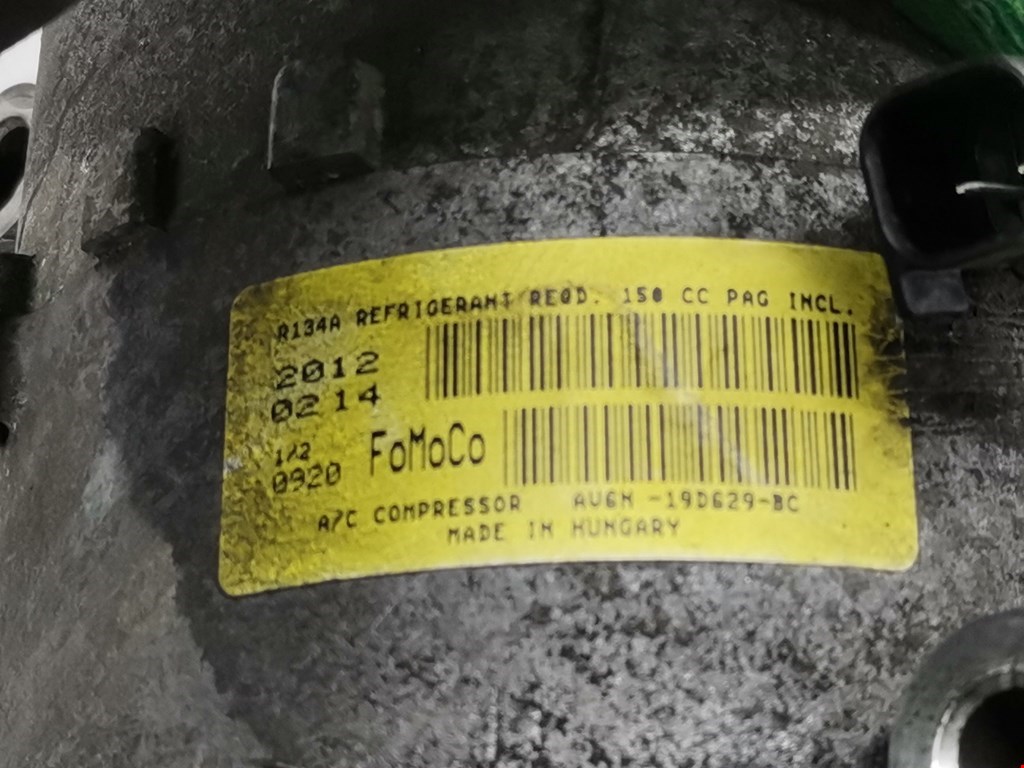 R134A REFRIGERANT REQD. 150 CC PAG INCL.
2012
0214
1/2
0920
FoMoCo
A/C COMPRESSOR AV6N -19D629-BC
MADE IN HUNGARY